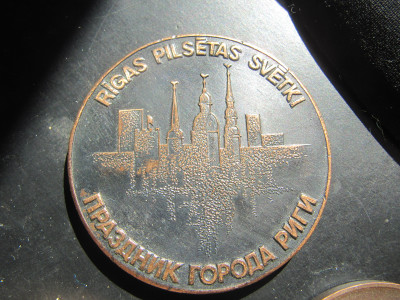 RĪGAS PILSĒTAS SVĒTKI
ПРАЗДНИК ГОРОДА РИГИ